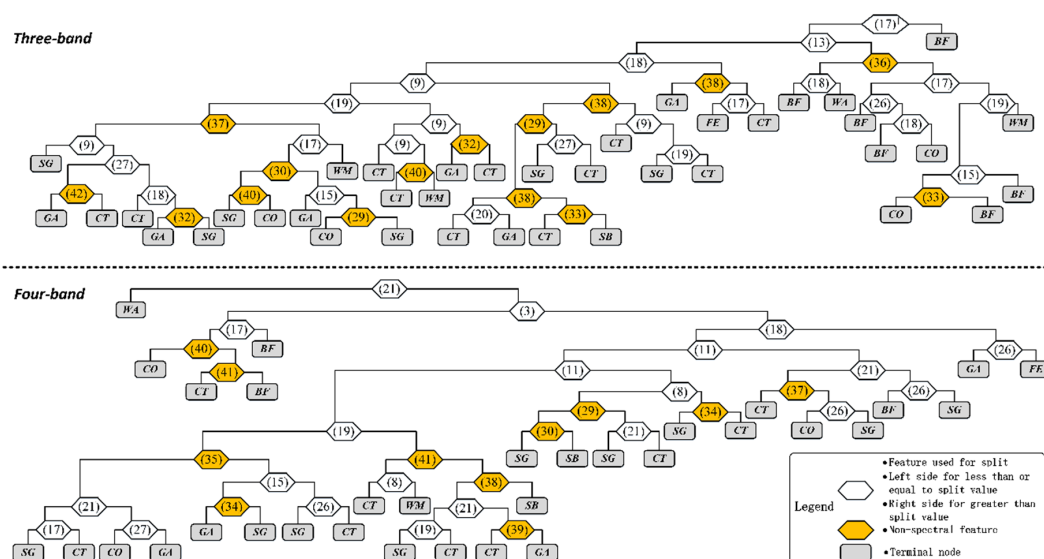 (17)
Three-band
(13)
BF
(18)
(36)
(9)
(38)
(18)
(17)
(19)
(38)
GA
(17)
BF
WA
(26)
(19)
(37)
(9)
(29)
(9)
FE
CT
BF
(18)
WM
(9)
(17)
(9)
(32)
(27)
CT
(19)
BF
CO
SG
(27)
(30)
WM
CT
(40)
GA
CT
SG
CT
SG
CT
(15)
(42)
(18)
(40)
(15)
CT
WM
(38)
(33)
BF
GA
CT
CT
(32)
SG
CO
GA
(29)
(20)
(33)
CO
BF
GA
SG
CO
SG
CT
GA
CT
SB
Four-band
(21)
WA
(3)
(17)
(18)
(40)
BF
(11)
(26)
CO
(41)
(11)
(21)
GA
FE
CT
BF
(8)
(37)
(26)
(29)
(34)
CT
(26)
BF
SG
(19)
(30)
(21)
SG
CT
CO
SG
(35)
(41)
SG
SB
SG
CT
(15)
(8)
(38)
(21)
(34)
(26)
CT
WM
(21)
SB
(17)
(27)
GA
SG
SG
CT
(19)
(39)
SG
CT
CO
GA
SG
CT
CT
GA
Legend
•Feature used for split
•Left side for less than or
equal to split value
•Right side for greater than
split value
•Non-spectral feature
•Terminal node